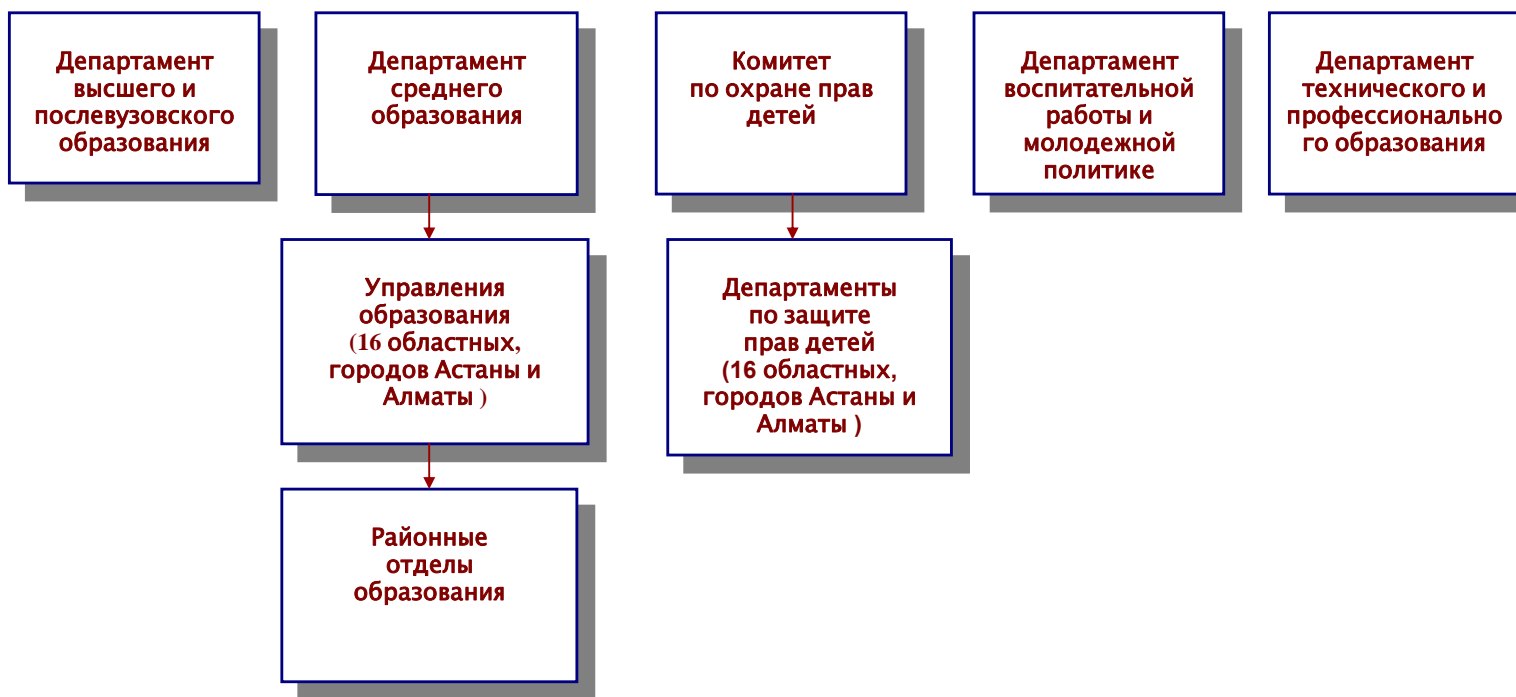 Департамент
высшего и
послевузовского
образования
Департамент
среднего
образования
Комитет
по охране прав
детей
Департамент
воспитательной
работы и
молодежной
политике
Департамент
технического и
профессионально
го образования
Управления
образования
(16 областных,
городов Астаны и
Алматы )
Департаменты
по защите
прав детей
(16 областных,
городов Астаны и
Алматы )
Районные
отделы
образования